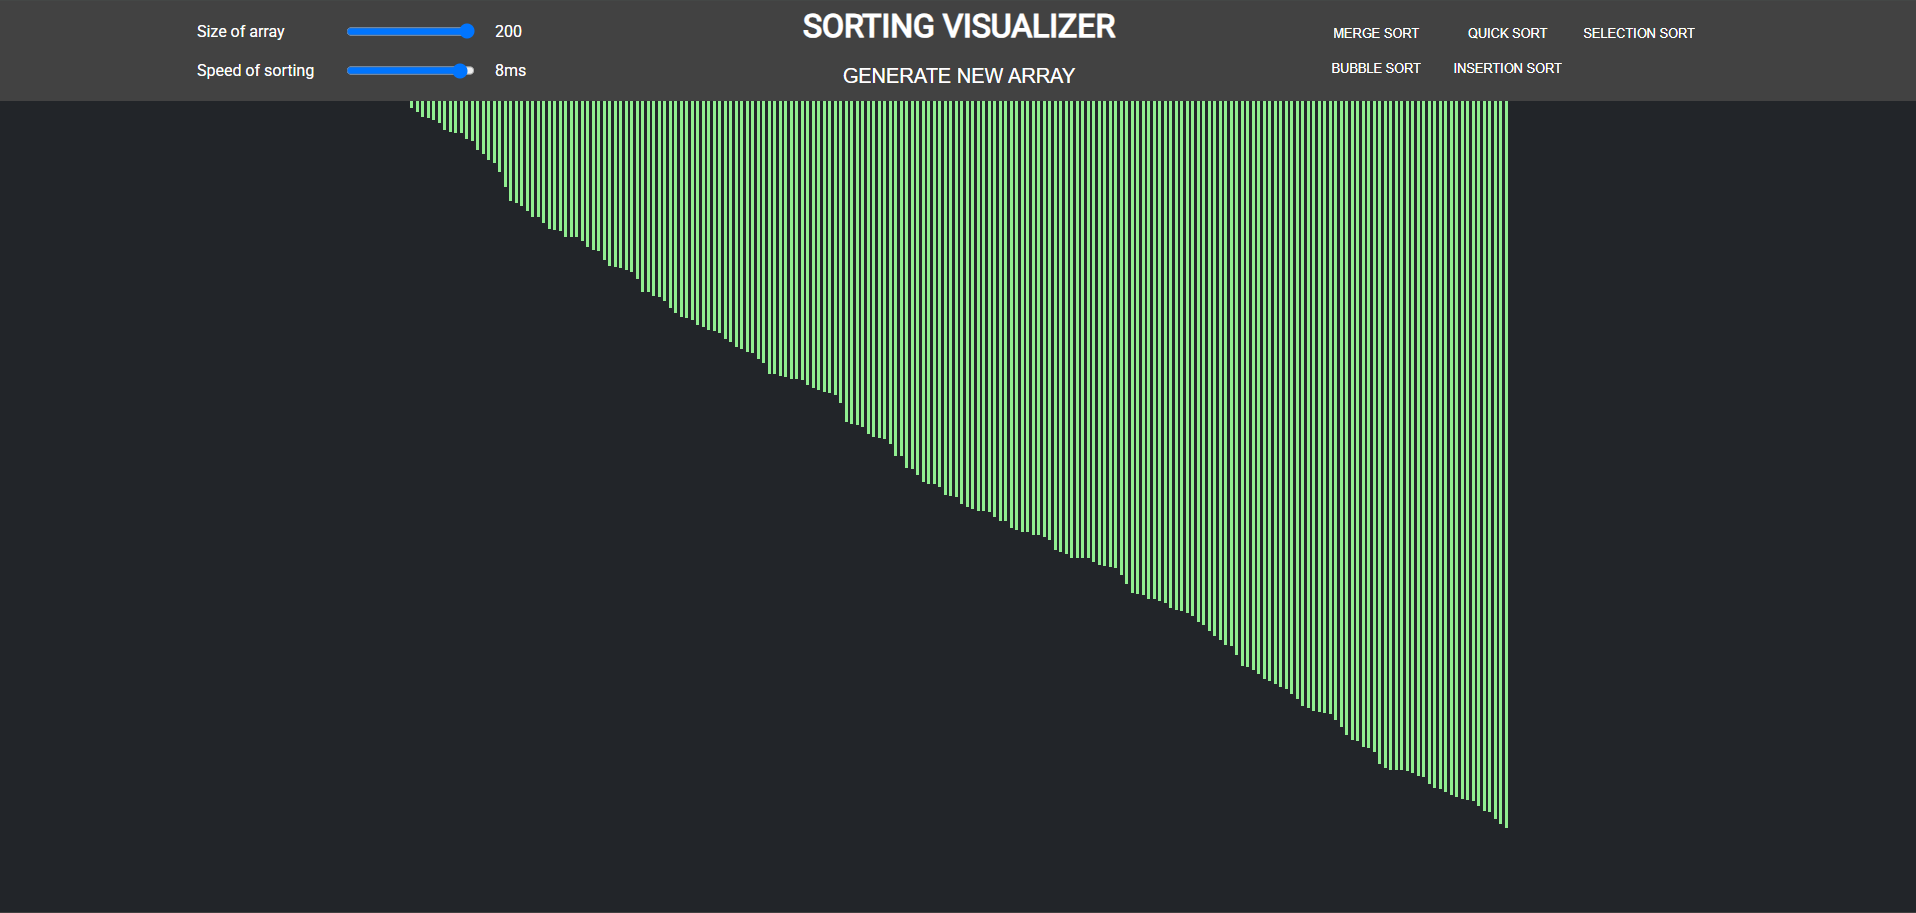 Size of array 200
Speed of sorting 8ms
SORTING VISUALIZER
GENERATE NEW ARRAY
MERGE SORT QUICK SORT SELECTION SORT
BUBBLE SORT INSERTION SORT